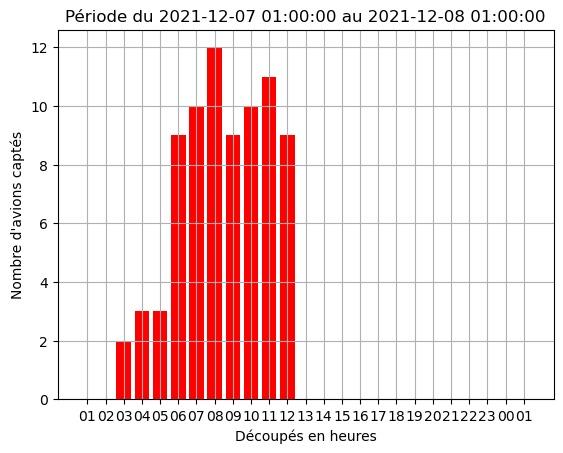 Période du 2021-12-07 01:00:00 au 2021-12-08 01:00:00
12
10
8
6
4
2
0
Nombre d'avions captés
01 02 03 04 05 06 07 08 09 10 11 12 13 14 15 16 17 18 19 20 21 22 23 00 01
Découpés en heures